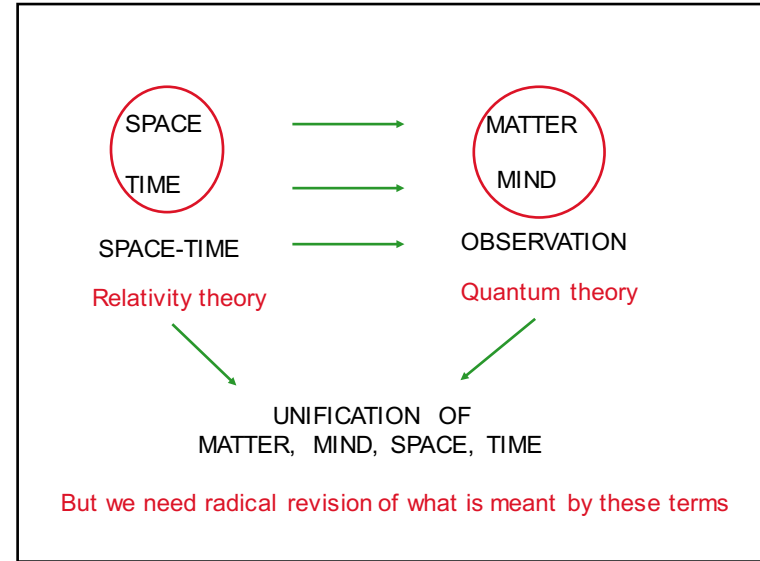 SPACE
MATTER
TIME
MIND
SPACE-TIME
OBSERVATION
Relativity theory
Quantum theory
UNIFICATION OF
MATTER, MIND, SPACE, TIME
But we need radical revision of what is meant by these terms